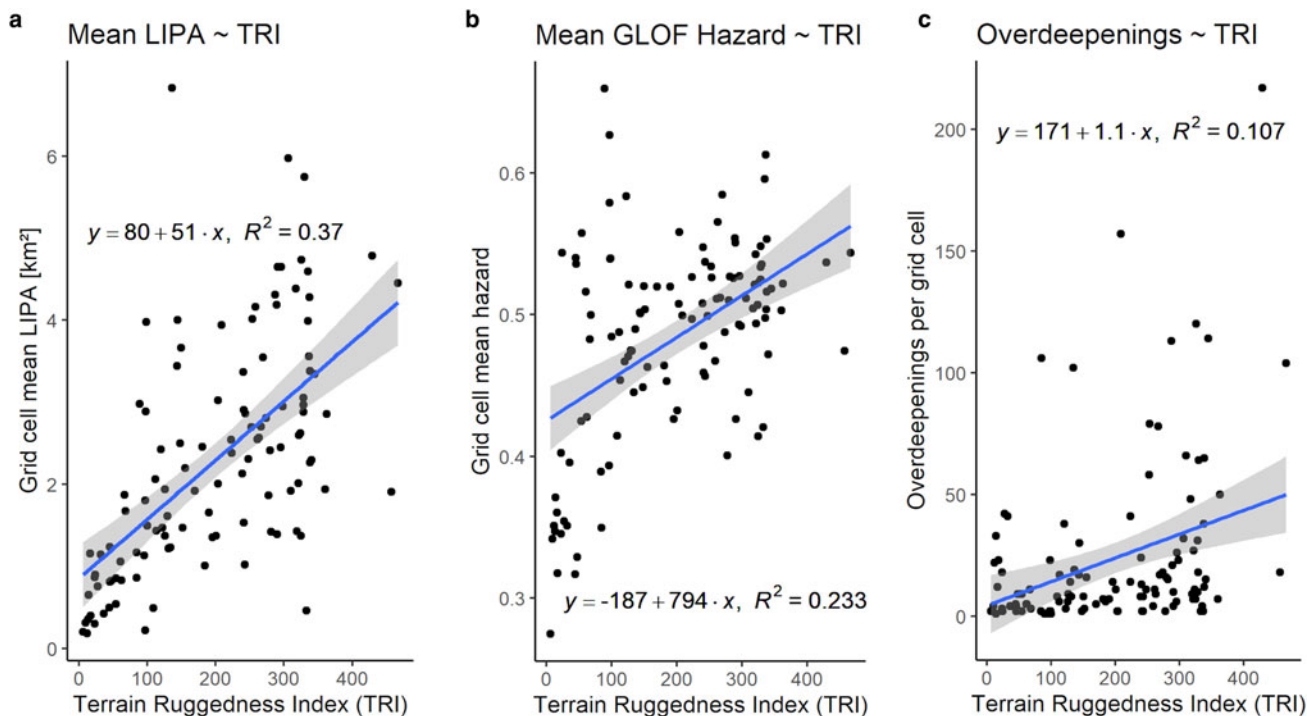 a
Mean LIPA ~ TRI
Grid cell mean LIPA [km²]
6
4
2
0
y = 80 + 51 · x, R² = 0.37
0 100 200 300 400
Terrain Ruggedness Index (TRI)
b
Mean GLOF Hazard ~ TRI
Grid cell mean hazard
0.6
0.5
0.4
0.3
y = -187 + 794 · x, R² = 0.233
0 100 200 300 400
Terrain Ruggedness Index (TRI)
c
Overdeepenings ~ TRI
Overdeepenings per grid cell
200
150
100
50
0
y = 171 + 1.1 · x, R² = 0.107
0 100 200 300 400
Terrain Ruggedness Index (TRI)